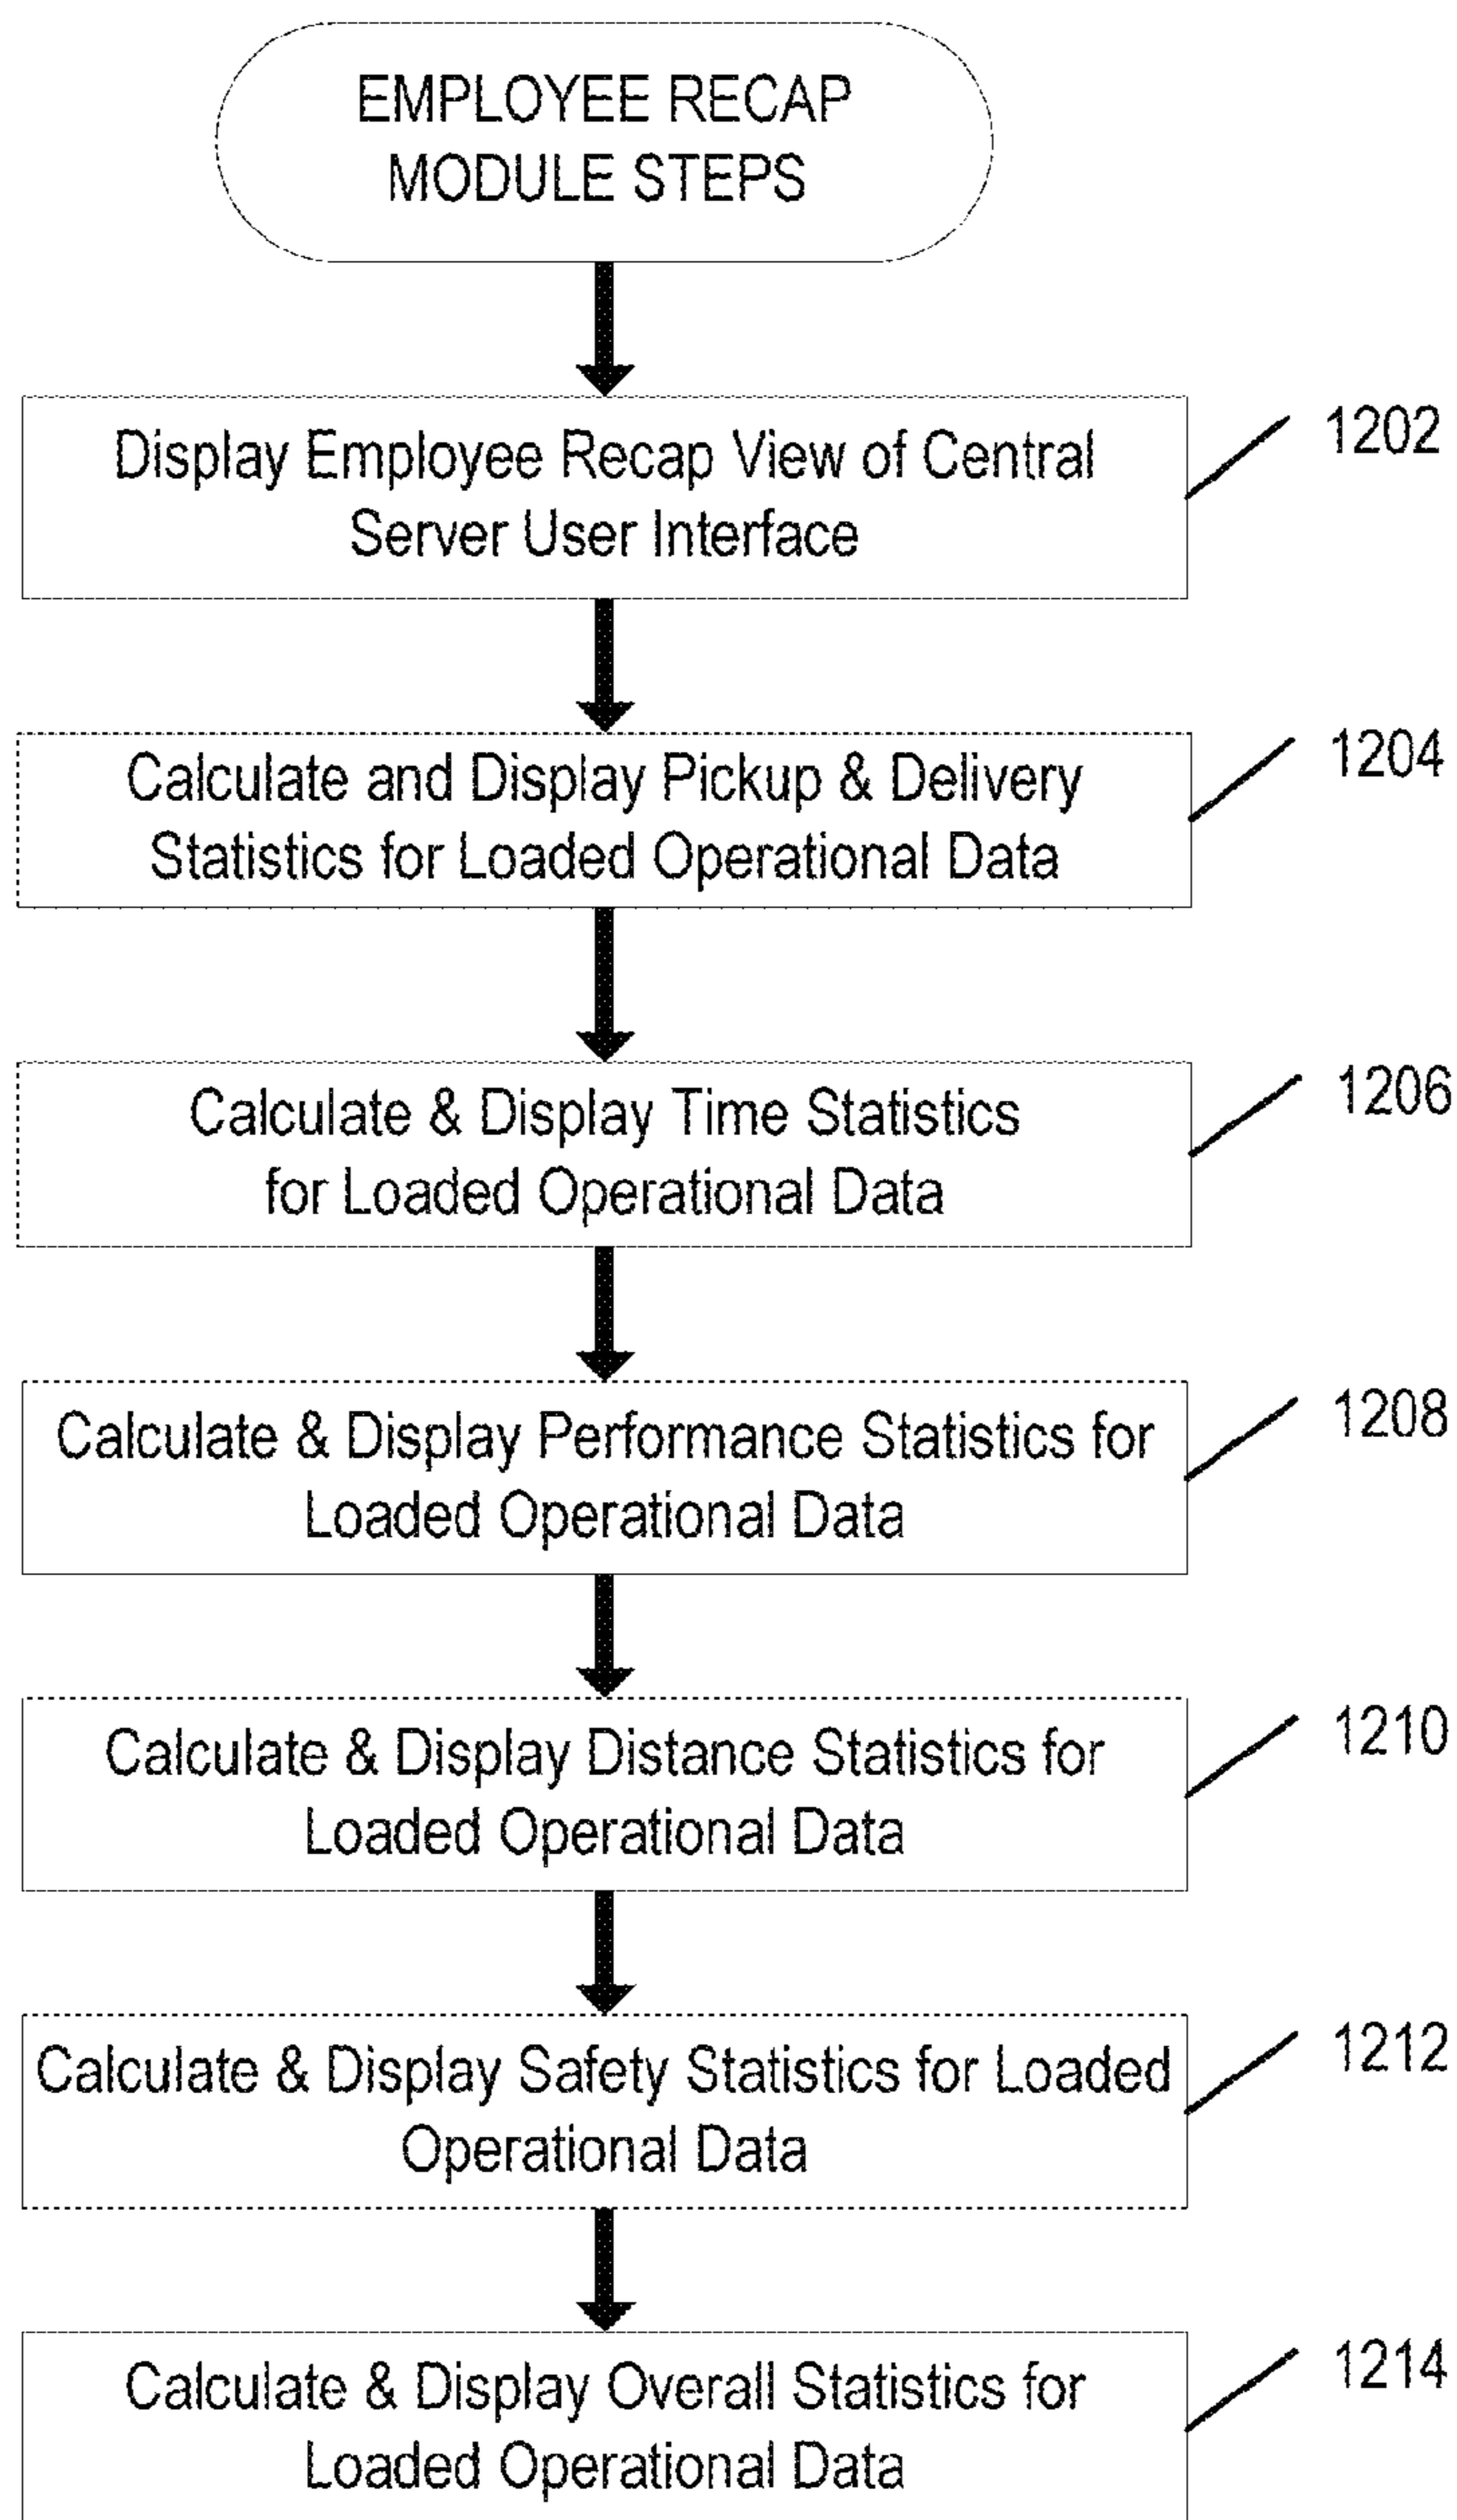 EMPLOYEE RECAP
MODULE STEPS
Display Employee Recap View of Central
Server User Interface
1202
Calculate and Display Pickup & Delivery
Statistics for Loaded Operational Data
1204
Calculate & Display Time Statistics
for Loaded Operational Data
1206
Calculate & Display Performance Statistics for
Loaded Operational Data
1208
Calculate & Display Distance Statistics for
Loaded Operational Data
1210
Calculate & Display Safety Statistics for Loaded
Operational Data
1212
Calculate & Display Overall Statistics for
Loaded Operational Data
1214